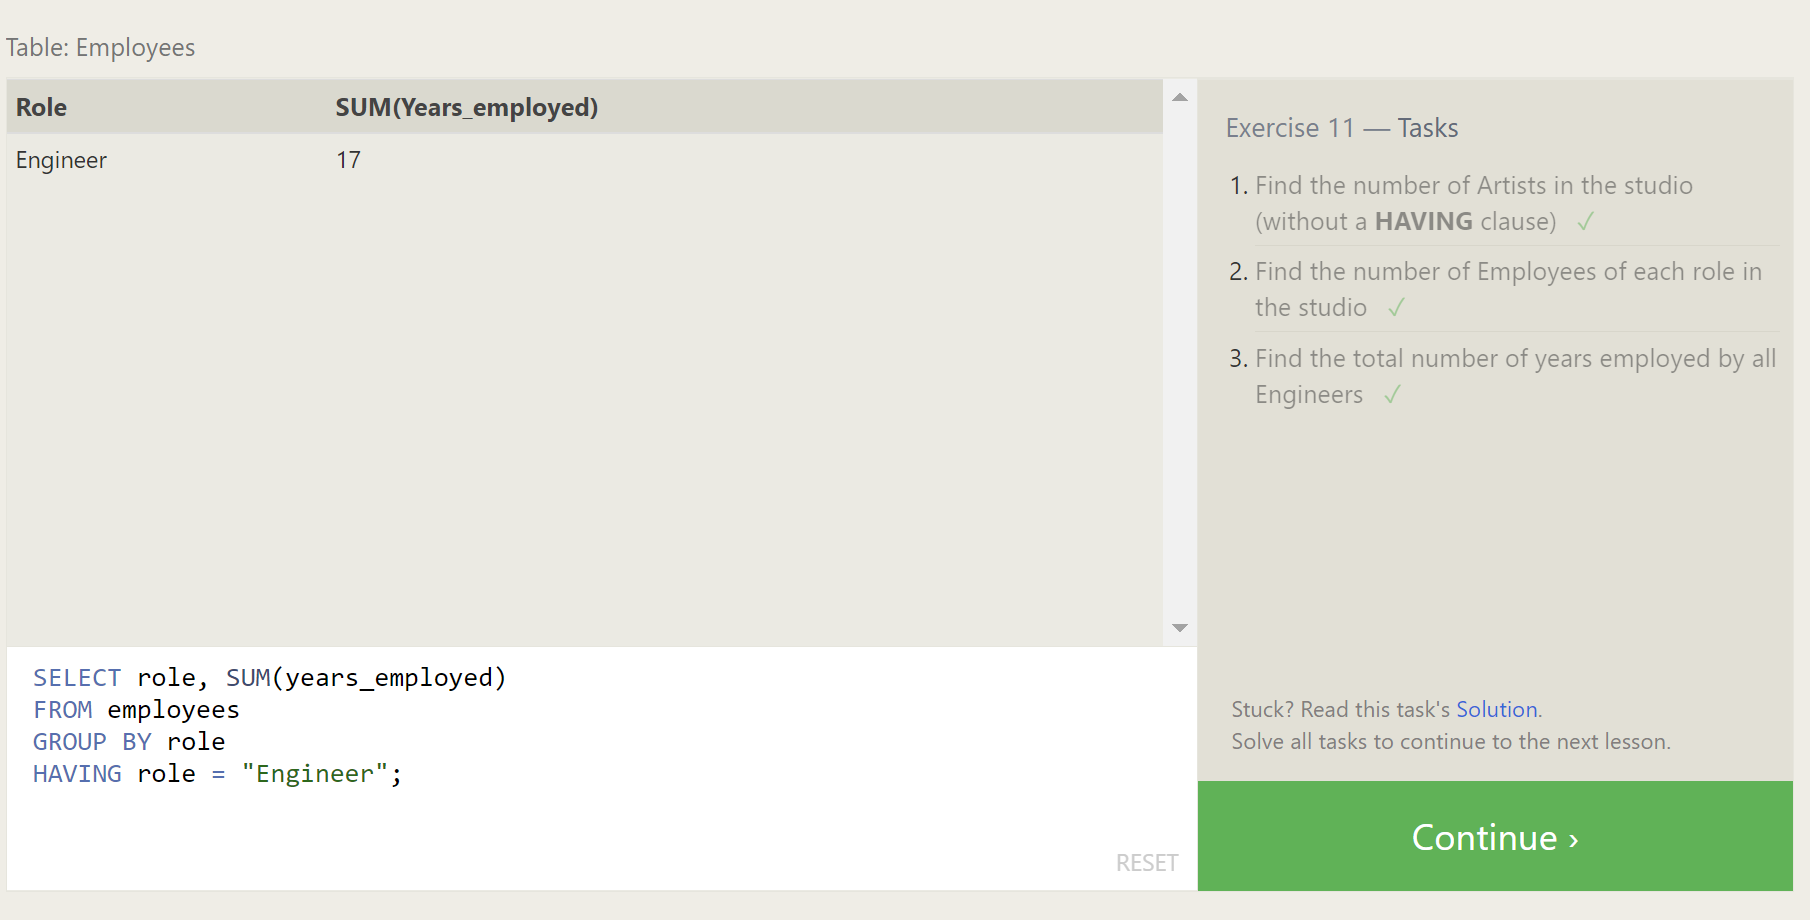 Table: Employees
Role SUM(Years_employed)
Engineer 17
SELECT role, SUM(years_employed)
FROM employees
GROUP BY role
HAVING role = "Engineer";
RESET
Exercise 11 — Tasks
1. Find the number of Artists in the studio
(without a HAVING clause) ✓
2. Find the number of Employees of each role in
the studio ✓
3. Find the total number of years employed by all
Engineers ✓
Stuck? Read this task's Solution.
Solve all tasks to continue to the next lesson.
Continue ›